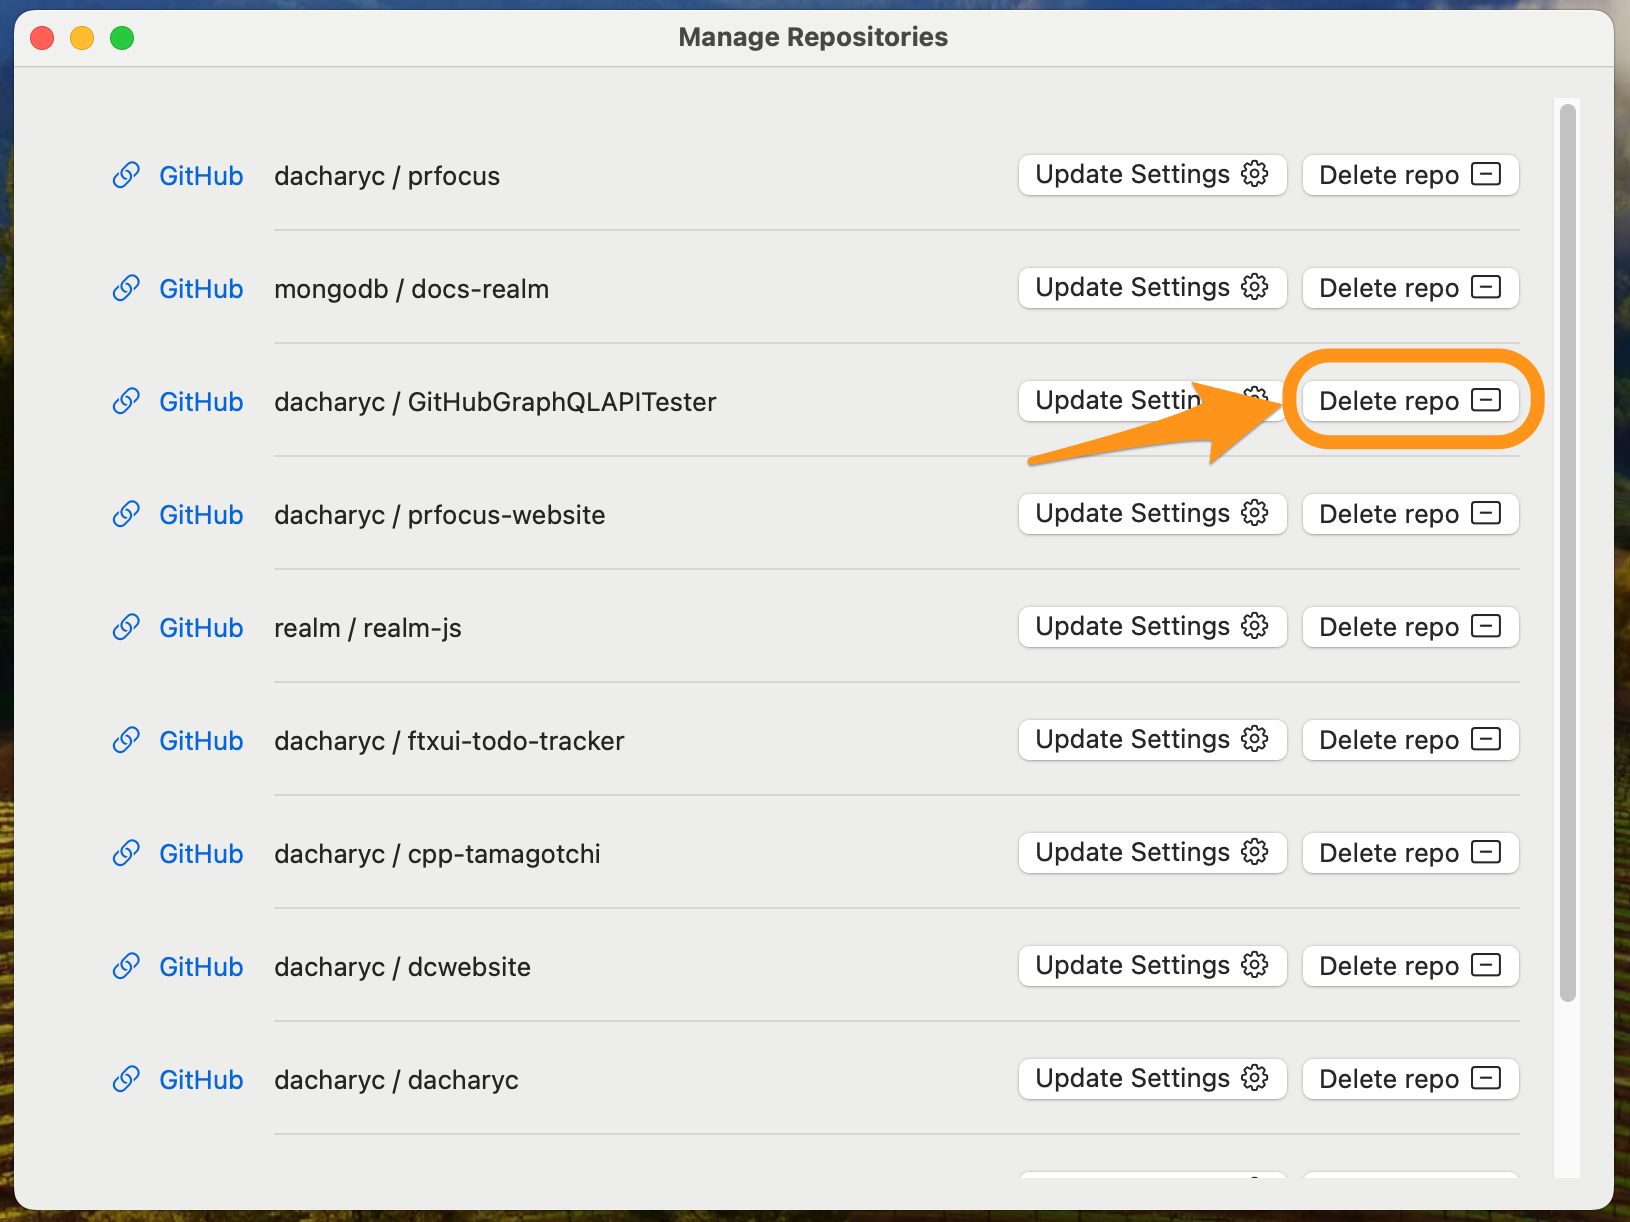 Manage Repositories
GitHub dacharyc / prfocus Update Settings Delete repo
GitHub mongodb / docs-realm Update Settings Delete repo
GitHub dacharyc / GitHubGraphQLAPITester Update Settin Delete repo
GitHub dacharyc / prfocus-website Update Settings Delete repo
GitHub realm / realm-js Update Settings Delete repo
GitHub dacharyc / ftxui-todo-tracker Update Settings Delete repo
GitHub dacharyc / cpp-tamagotchi Update Settings Delete repo
GitHub dacharyc / dcwebsite Update Settings Delete repo
GitHub dacharyc / dacharyc Update Settings Delete repo